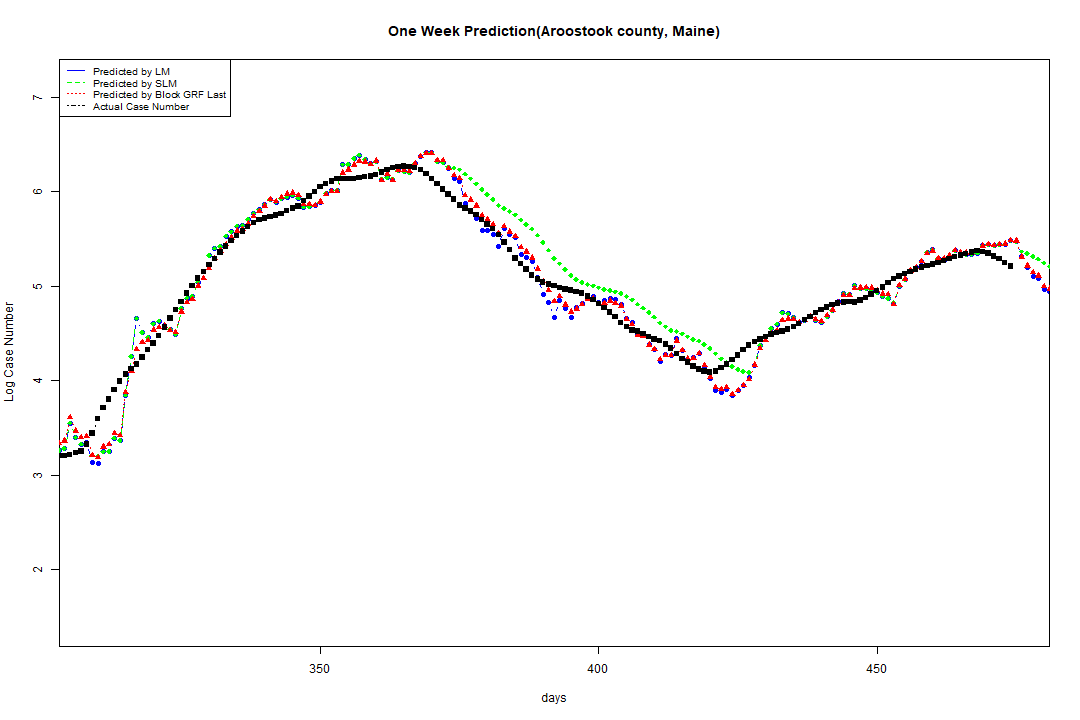 One Week Prediction(Aroostook county, Maine)
Predicted by LM
Predicted by SLM
Predicted by Block GRF Last
Actual Case Number
7
6
5
4
3
2
Log Case Number
350 400 450
days